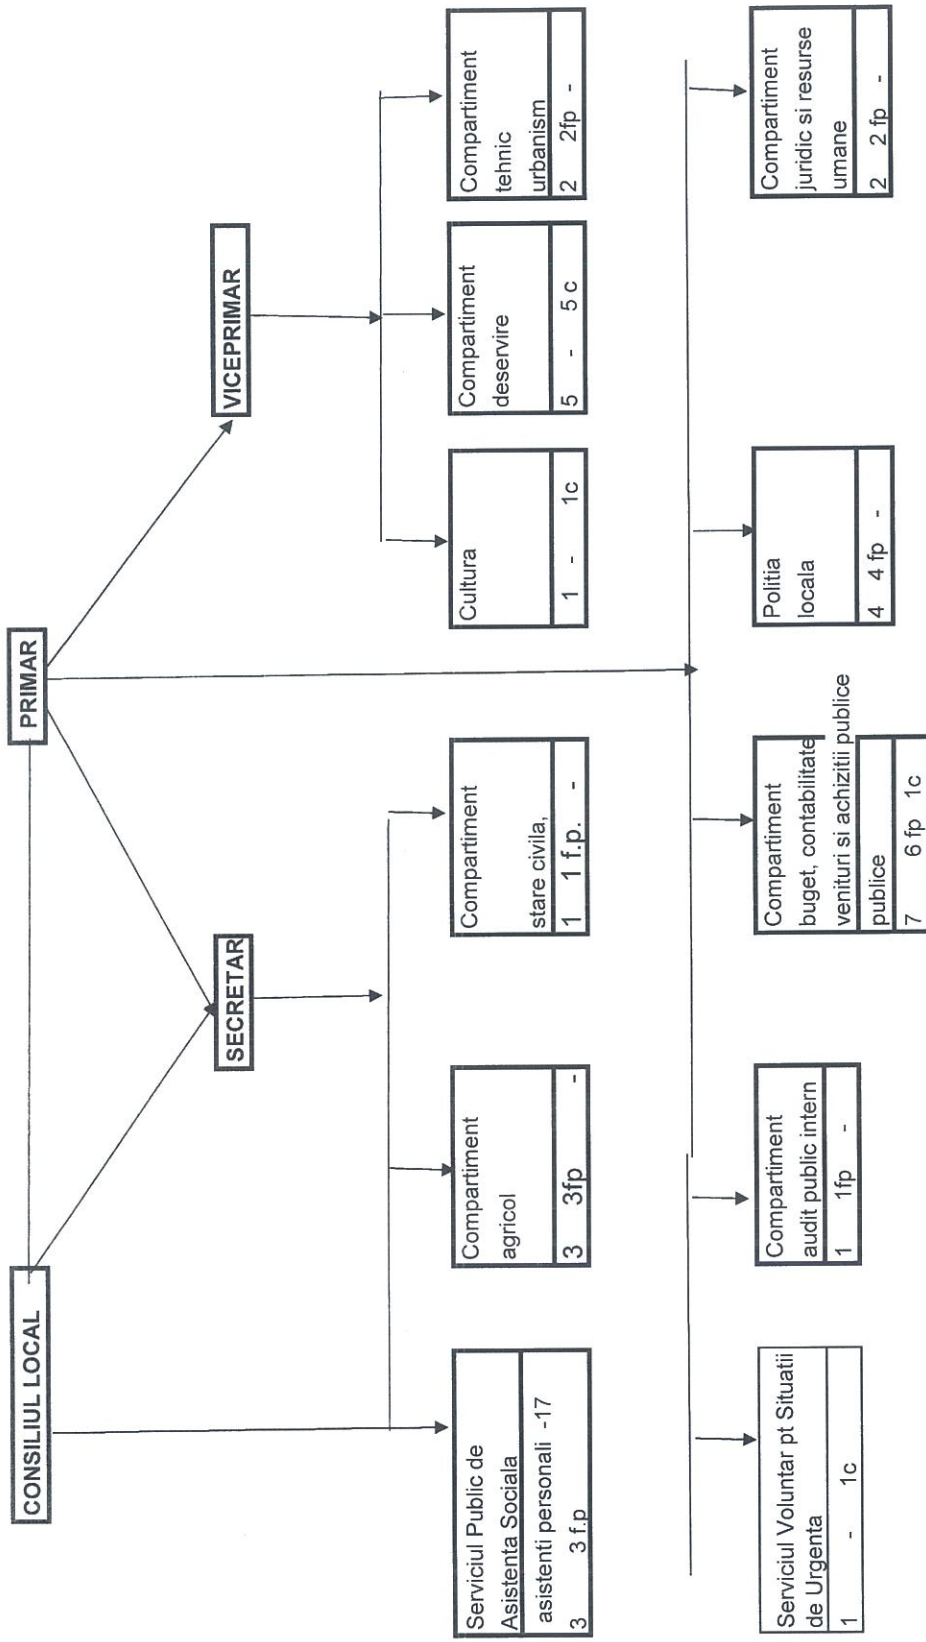 PRIMAR
CONSILIUL LOCAL
VICEPRIMAR
SECRETAR
Serviciul Public de
Asistenta Sociala
asistenti personali -17
3 3 f.p
Compartiment
agricol
3 3fp -
Compartiment
stare civila,
1 1 f.p. -
Cultura
1 - 1c
Compartiment
deservire
5 - 5 c
Compartiment
tehnic
urbanism
2 2fp -
Serviciul Voluntar pt Situatii
de Urgenta
1 - 1c
Compartiment
audit public intern
1 1fp -
Compartiment
buget, contabilitate
venituri si achizitii publice
publice
7 6 fp 1c
Politia
locala
4 4 fp -
Compartiment
juridic si resurse
umane
2 2 fp -